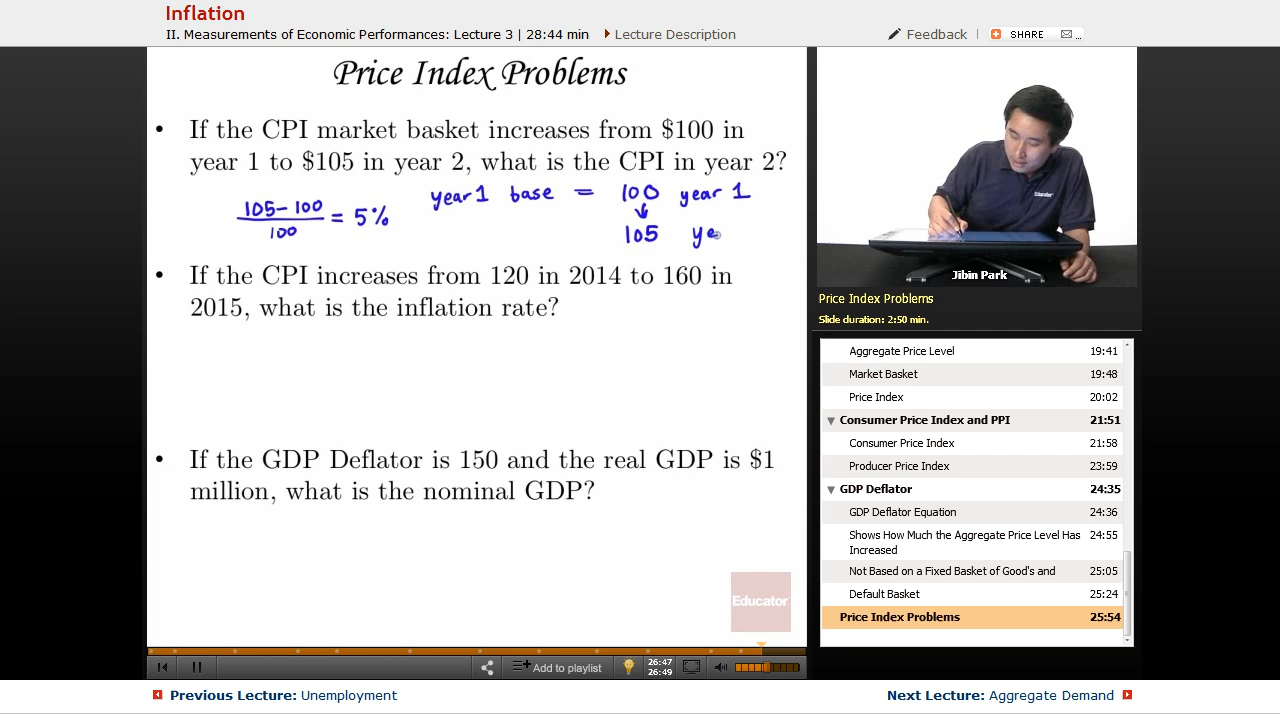 Inflation
II. Measurements of Economic Performances: Lecture 3 | 28:44 min
Lecture Description
Feedback
SHARE
Price Index Problems
• If the CPI market basket increases from $100 in
year 1 to $105 in year 2, what is the CPI in year 2?
105 - 100
100
= 5%
year 1 base = 100 year 1
105 ye
• If the CPI increases from 120 in 2014 to 160 in
2015, what is the inflation rate?
• If the GDP Deflator is 150 and the real GDP is $1
million, what is the nominal GDP?
Educator
Educator
Jibin Park
Price Index Problems
Slide duration: 2:50 min.
Aggregate Price Level 19:41
Market Basket 19:48
Price Index 20:02
Consumer Price Index and PPI 21:51
Consumer Price Index 21:58
Producer Price Index 23:59
GDP Deflator 24:35
GDP Deflator Equation 24:36
Shows How Much the Aggregate Price Level Has 24:55
Increased
Not Based on a Fixed Basket of Good's and 25:05
Default Basket 25:24
Price Index Problems 25:54
Add to playlist
26:47
26:49
Previous Lecture: Unemployment
Next Lecture: Aggregate Demand